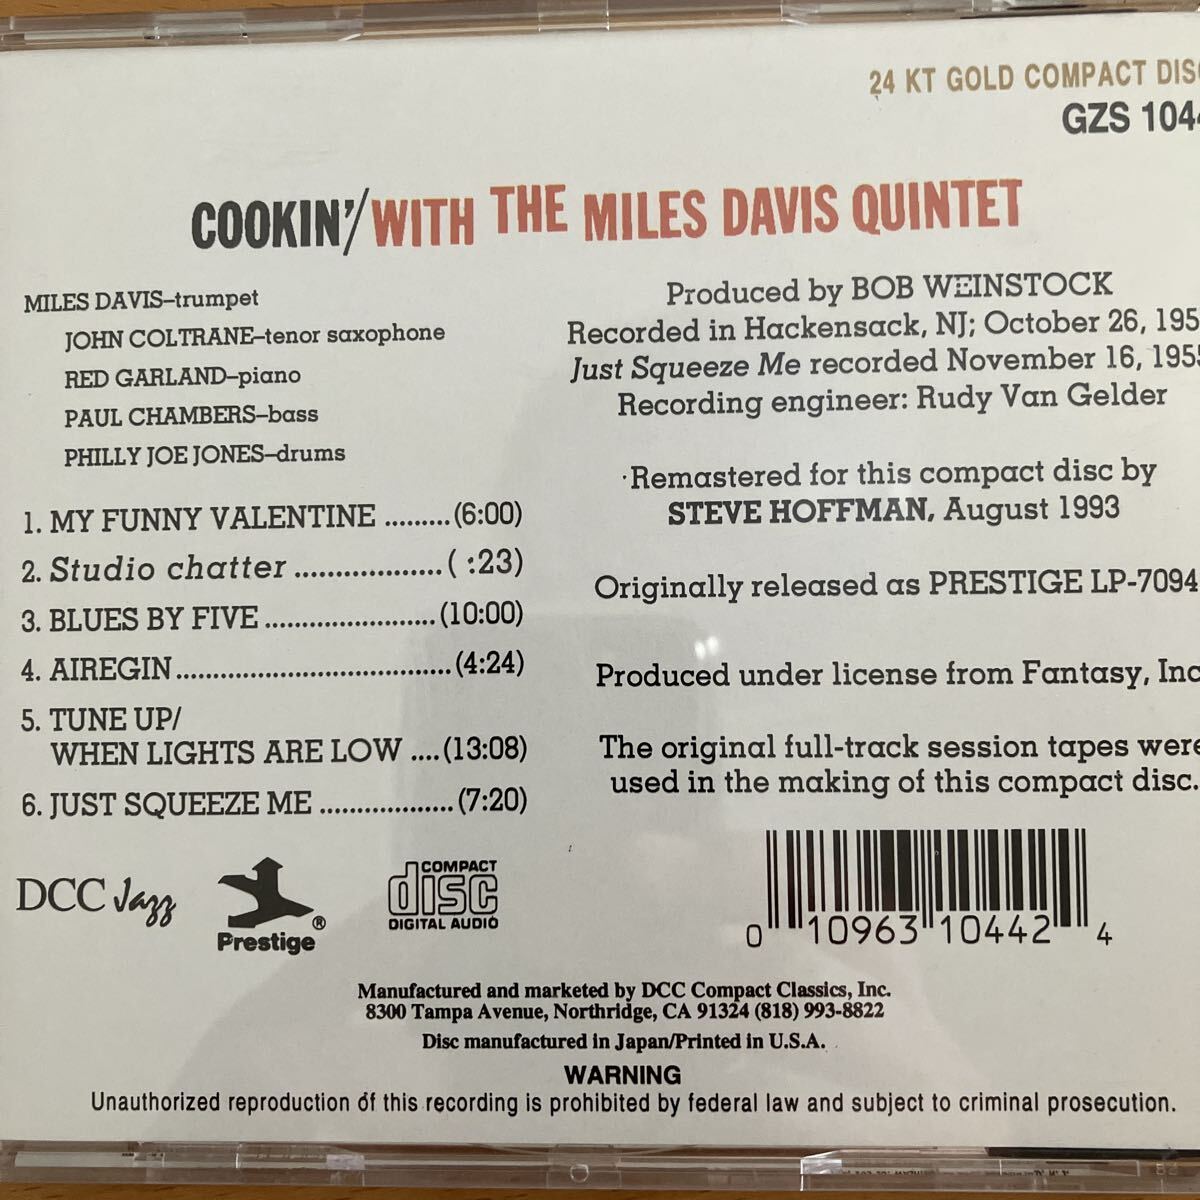 24 KT GOLD COMPACT DISC
GZS 1044
COOKIN'/WITH THE MILES DAVIS QUINTET
MILES DAVIS–trumpet
JOHN COLTRANE–tenor saxophone
RED GARLAND–piano
PAUL CHAMBERS–bass
PHILLY JOE JONES–drums
1. MY FUNNY VALENTINE .........(6:00)
2. Studio chatter ...................( :23)
3. BLUES BY FIVE .......................(10:00)
4. AIREGIN.....................................(4:24)
5. TUNE UP/
WHEN LIGHTS ARE LOW ....(13:08)
6. JUST SQUEEZE ME ..................(7:20)
Produced by BOB WEINSTOCK
Recorded in Hackensack, NJ; October 26, 195
Just Squeeze Me recorded November 16, 1955
Recording engineer: Rudy Van Gelder
Remastered for this compact disc by
STEVE HOFFMAN, August 1993
Originally released as PRESTIGE LP-7094
Produced under license from Fantasy, Inc
The original full-track session tapes were
used in the making of this compact disc.
DCC Jazz
Prestige®
COMPACT
disc
DIGITAL AUDIO
0 10963 10442 4
Manufactured and marketed by DCC Compact Classics, Inc.
8300 Tampa Avenue, Northridge, CA 91324 (818) 993-8822
Disc manufactured in Japan/Printed in U.S.A.
WARNING
Unauthorized reproduction of this recording is prohibited by federal law and subject to criminal prosecution.